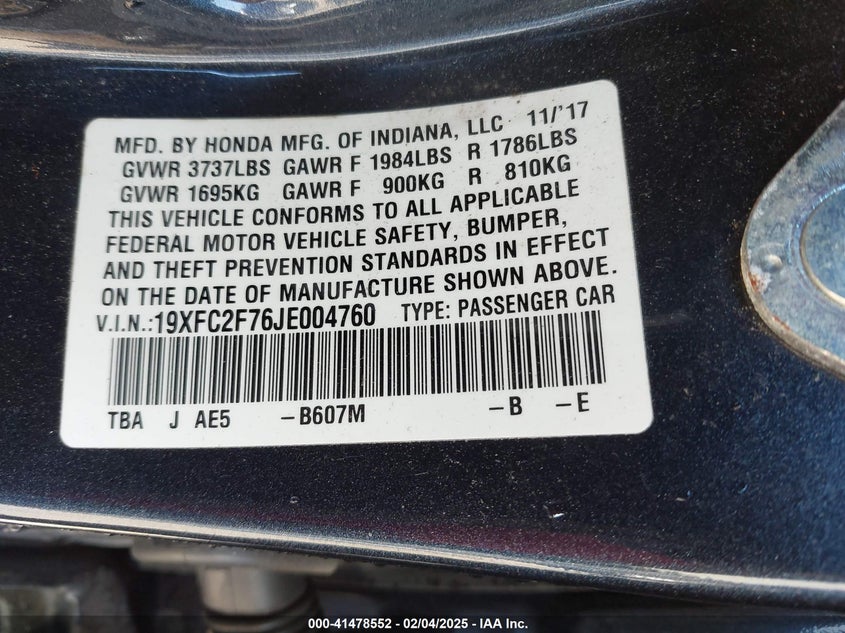 MFD. BY HONDA MFG. OF INDIANA, LLC 11/'17
GVWR 3737LBS GAWR F 1984LBS R 1786LBS
GVWR 1695KG GAWR F 900KG R 810KG
THIS VEHICLE CONFORMS TO ALL APPLICABLE
FEDERAL MOTOR VEHICLE SAFETY, BUMPER,
AND THEFT PREVENTION STANDARDS IN EFFECT
ON THE DATE OF MANUFACTURE SHOWN ABOVE.
V.I.N.:19XFC2F76JE004760 TYPE: PASSENGER CAR
TBA J AE5 -B607M -B -E
000-41478552 - 02/04/2025 - IAA Inc.